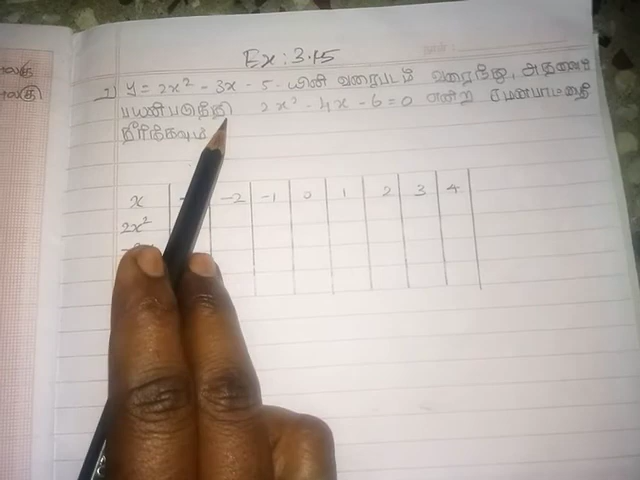 Ex: 3.15
y = 2x² - 3x - 5 யின் வரைபடம் வரைந்து, அதனைப்
பயன்படுத்தி 2x² - 4x - 6 = 0 என்ற சமன்பாட்டை
தீர்க்கவும்
x -2 -1 0 1 2 3 4
2x²